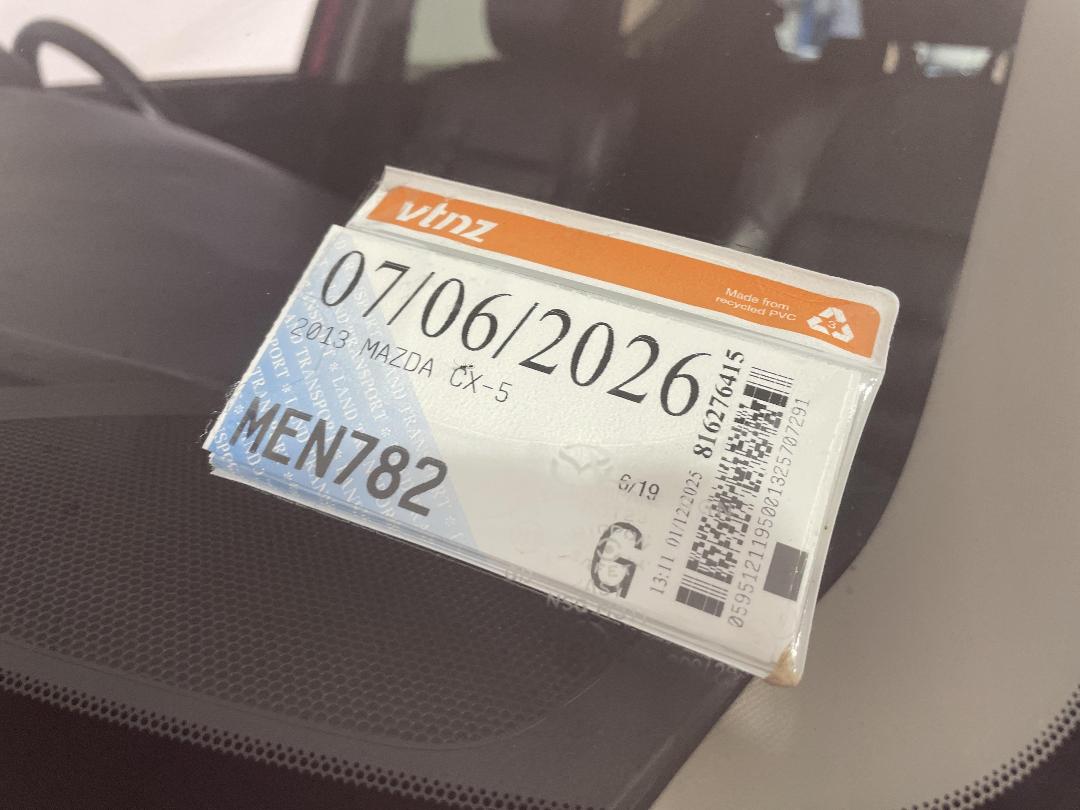 vtnz
Made from
recycled PVC
3
07/06/2026
2013 MAZDA CX-5
MEN782
6/19
G
13:11 01/12/2025
816276415
0595121195001325707291